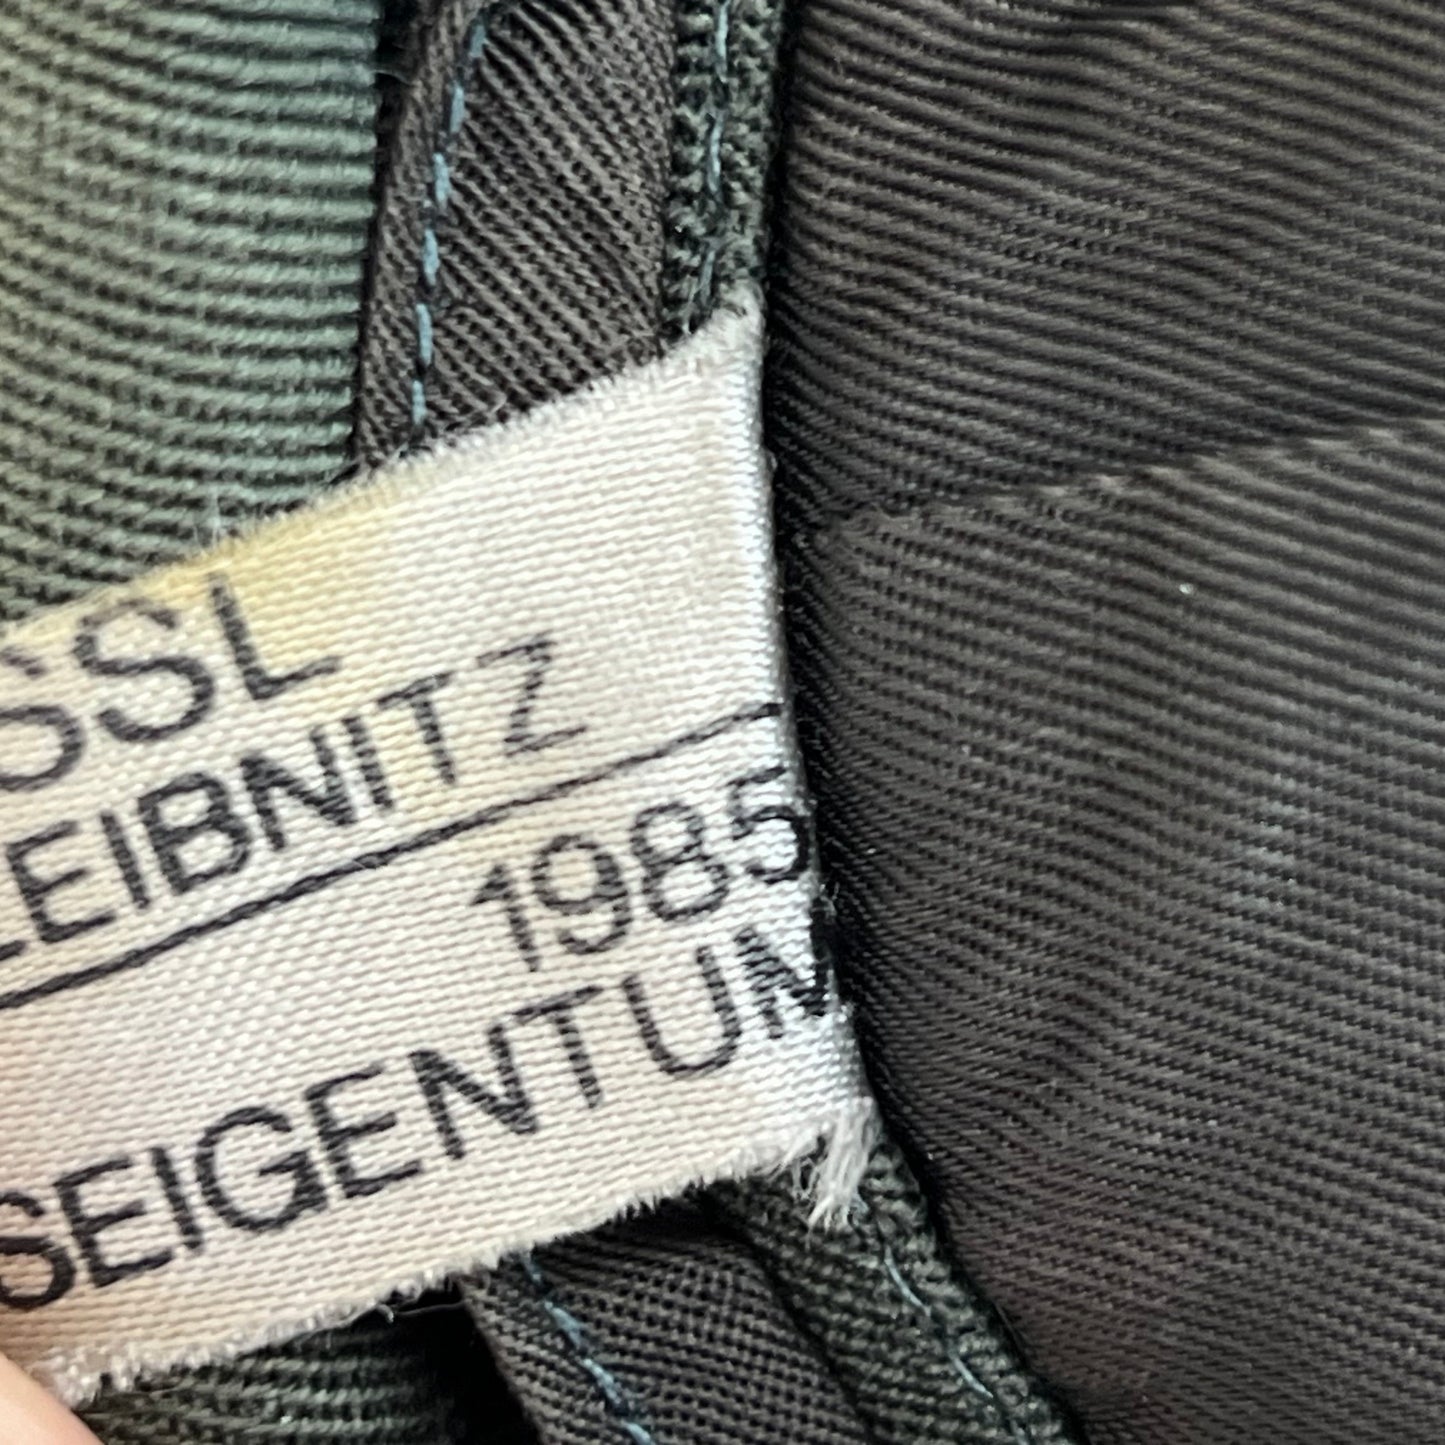 SSL
LEIBNITZ
1985
SEIGENTUM